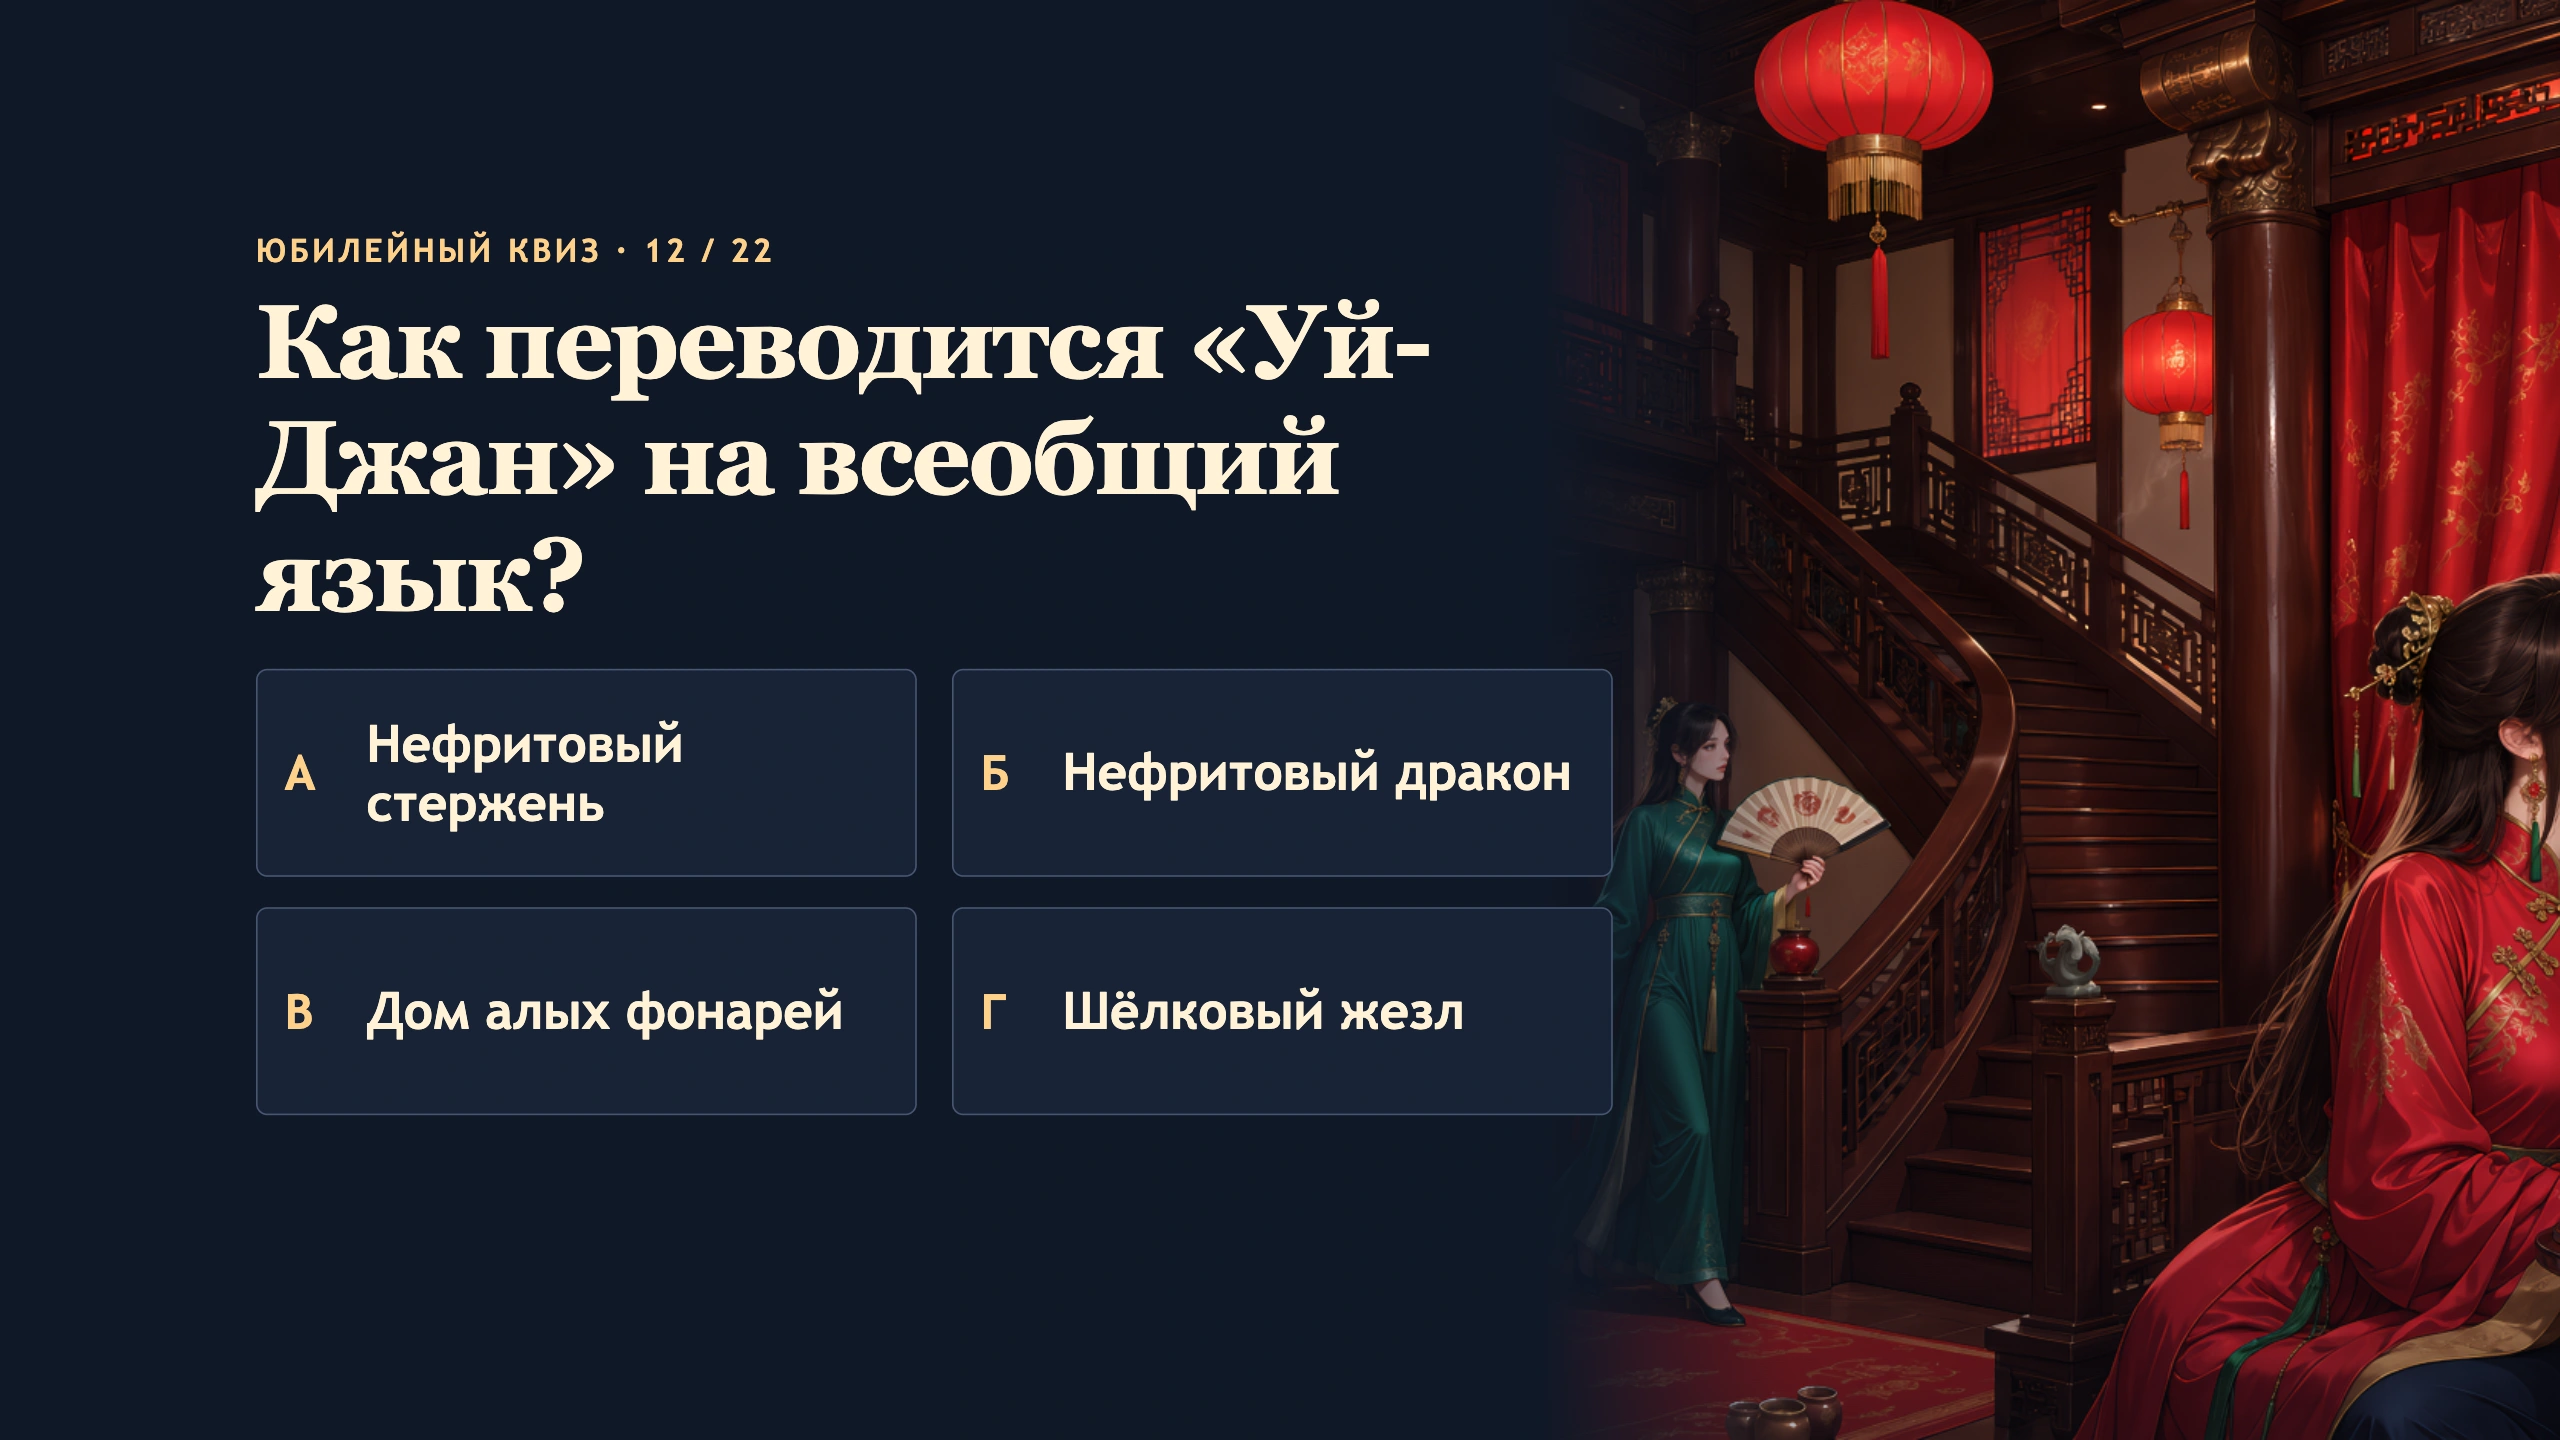 ЮБИЛЕЙНЫЙ КВИЗ · 12 / 22
Как переводится «Уй-
Джан» на всеобщий
язык?
А Нефритовый
стержень
Б Нефритовый дракон
В Дом алых фонарей
Г Шёлковый жезл